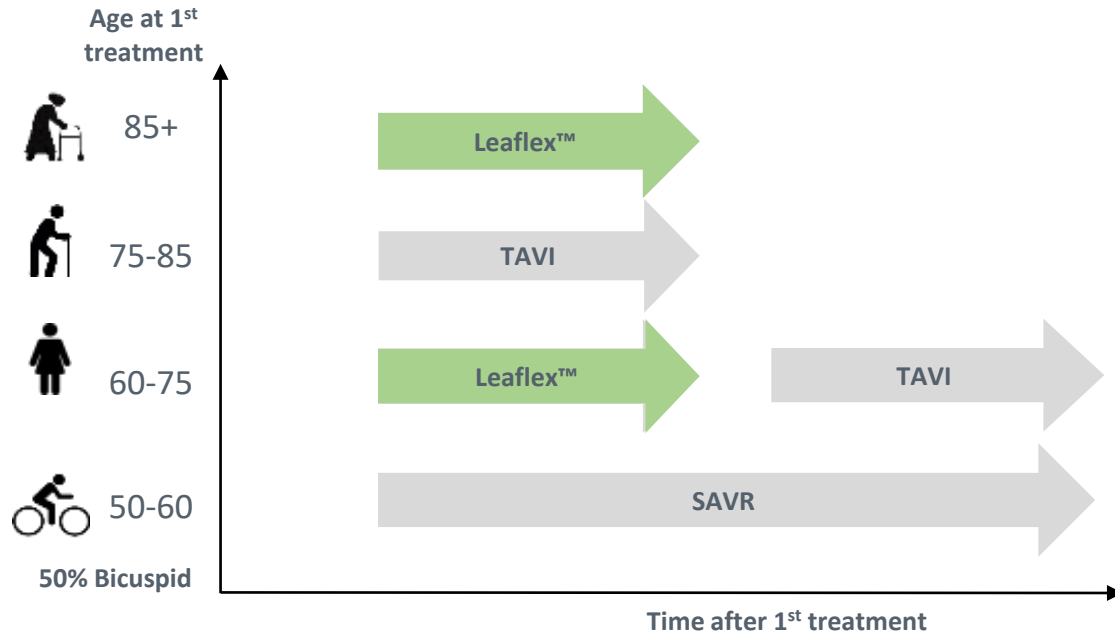 Age at 1st
treatment
85+
Leaflex™
75-85
TAVI
60-75
Leaflex™
TAVI
50-60
SAVR
50% Bicuspid
Time after 1st treatment